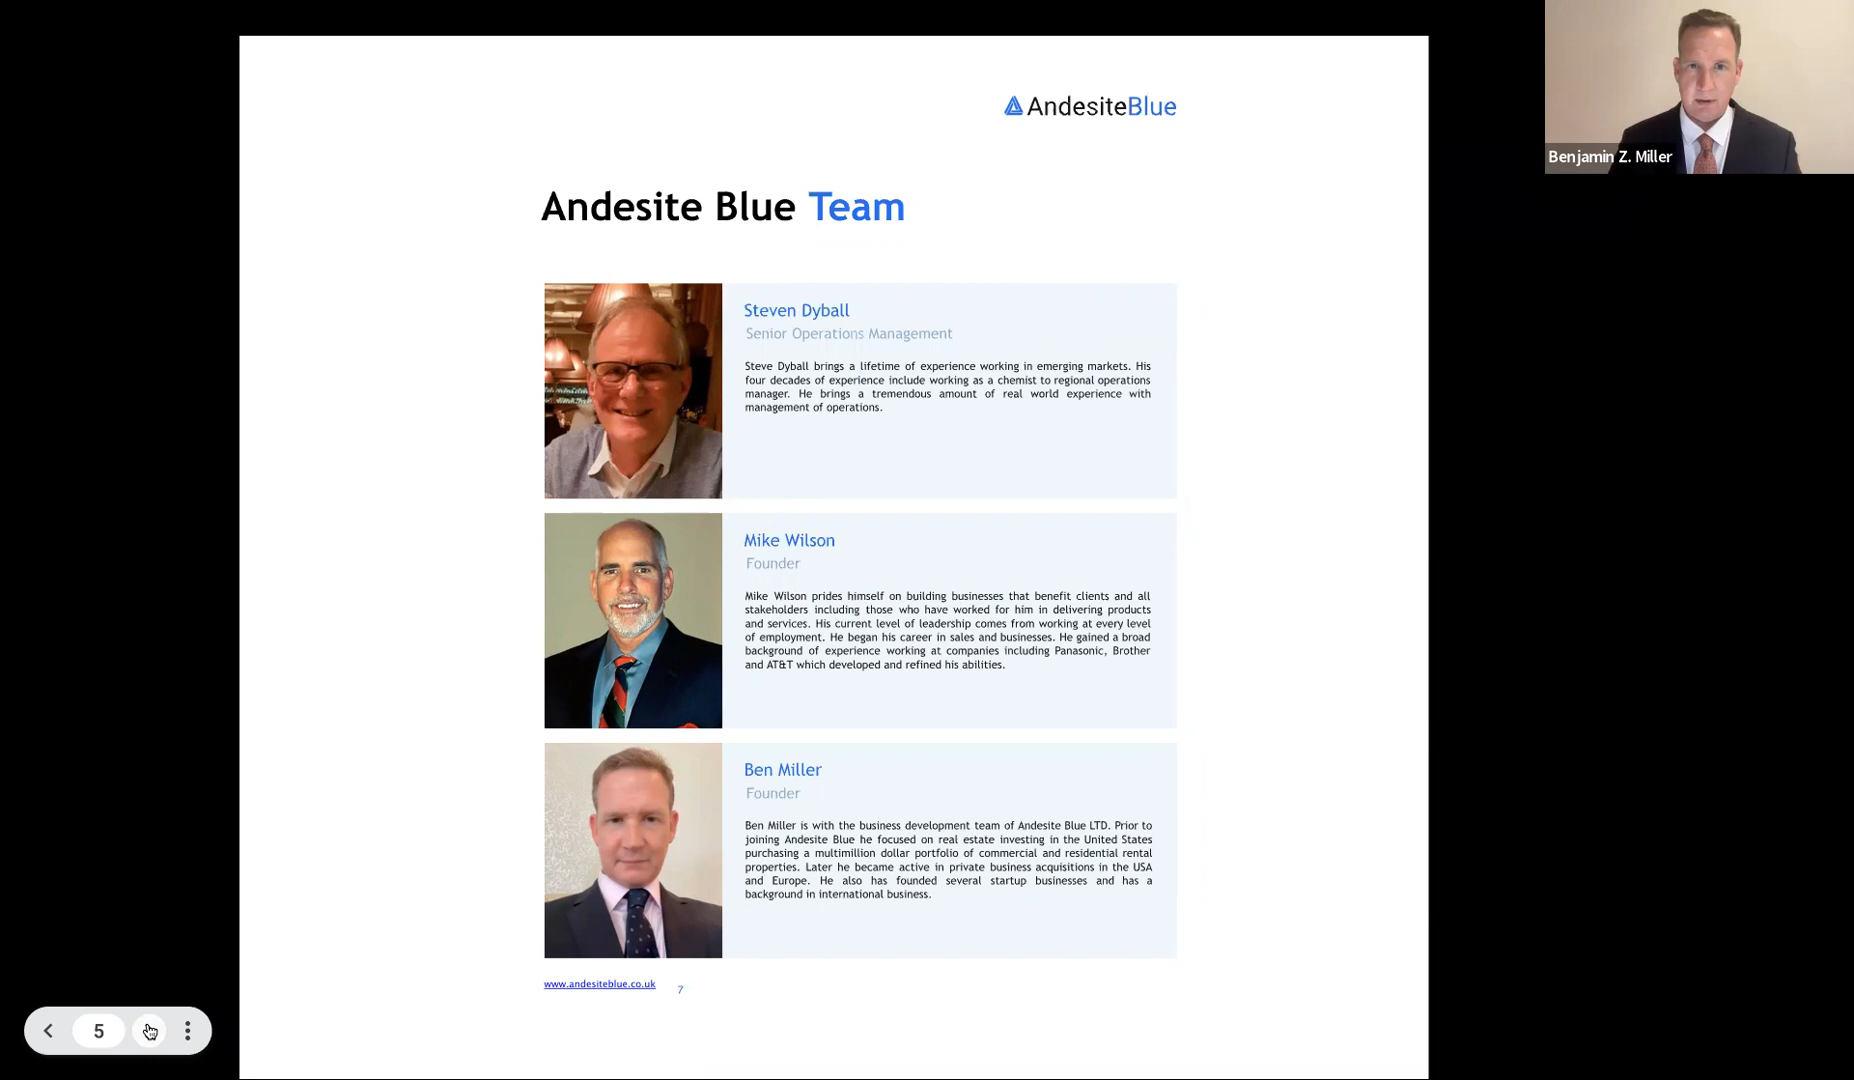 AndesiteBlue
Benjamin Z. Miller
Andesite Blue Team
Steven Dyball
Senior Operations Management
Steve Dyball brings a lifetime of experience working in emerging markets. His
four decades of experience include working as a chemist to regional operations
manager. He brings a tremendous amount of real world experience with
management of operations.
Mike Wilson
Founder
Mike Wilson prides himself on building businesses that benefit clients and all
stakeholders including those who have worked for him in delivering products
and services. His current level of leadership comes from working at every level
of employment. He began his career in sales and businesses. He gained a broad
background of experience working at companies including Panasonic, Brother
and AT&T which developed and refined his abilities.
Ben Miller
Founder
Ben Miller is with the business development team of Andesite Blue LTD. Prior to
joining Andesite Blue he focused on real estate investing in the United States
purchasing a multimillion dollar portfolio of commercial and residential rental
properties. Later he became active in private business acquisitions in the USA
and Europe. He also has founded several startup businesses and has a
background in international business.
www.andesiteblue.co.uk 7
5